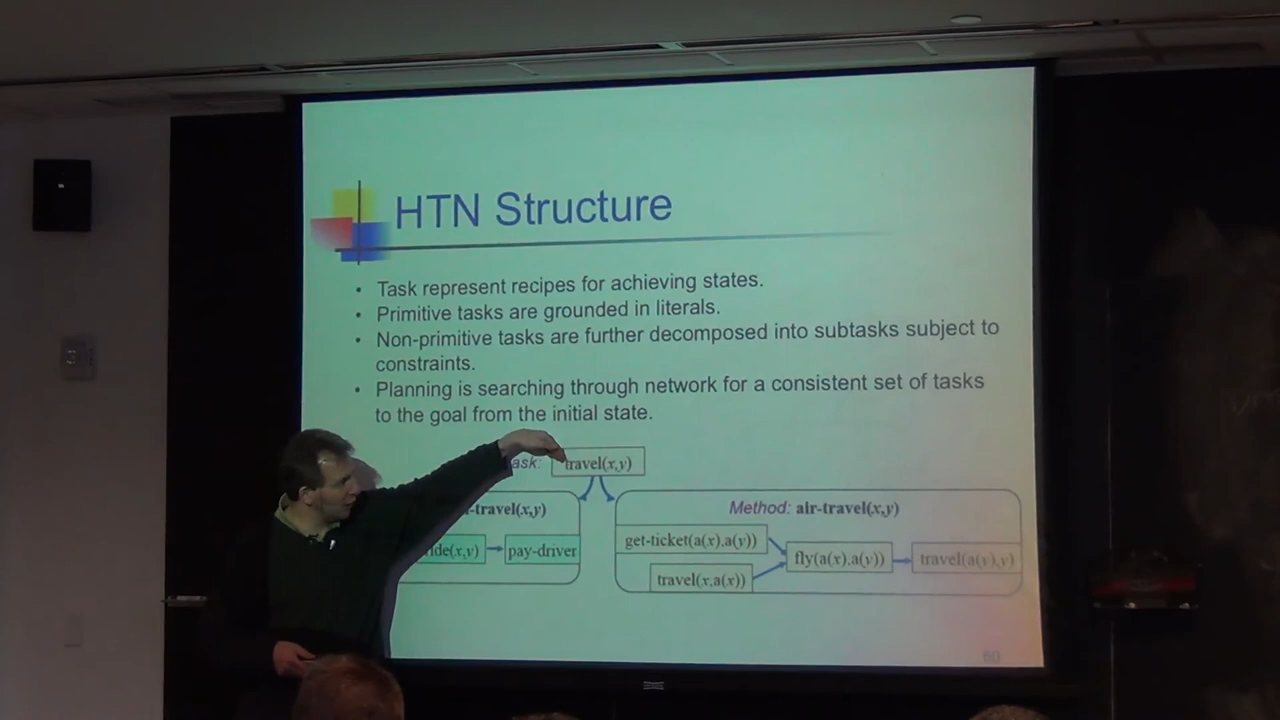 HTN Structure
• Task represent recipes for achieving states.
• Primitive tasks are grounded in literals.
• Non-primitive tasks are further decomposed into subtasks subject to
constraints.
• Planning is searching through network for a consistent set of tasks
to the goal from the initial state.
ask: travel(x,y)
-travel(x,y)
ide(x,y) pay-driver
Method: air-travel(x,y)
get-ticket(a(x),a(y))
travel(x,a(x))
fly(a(x),a(y))
travel(a(y),y)
60